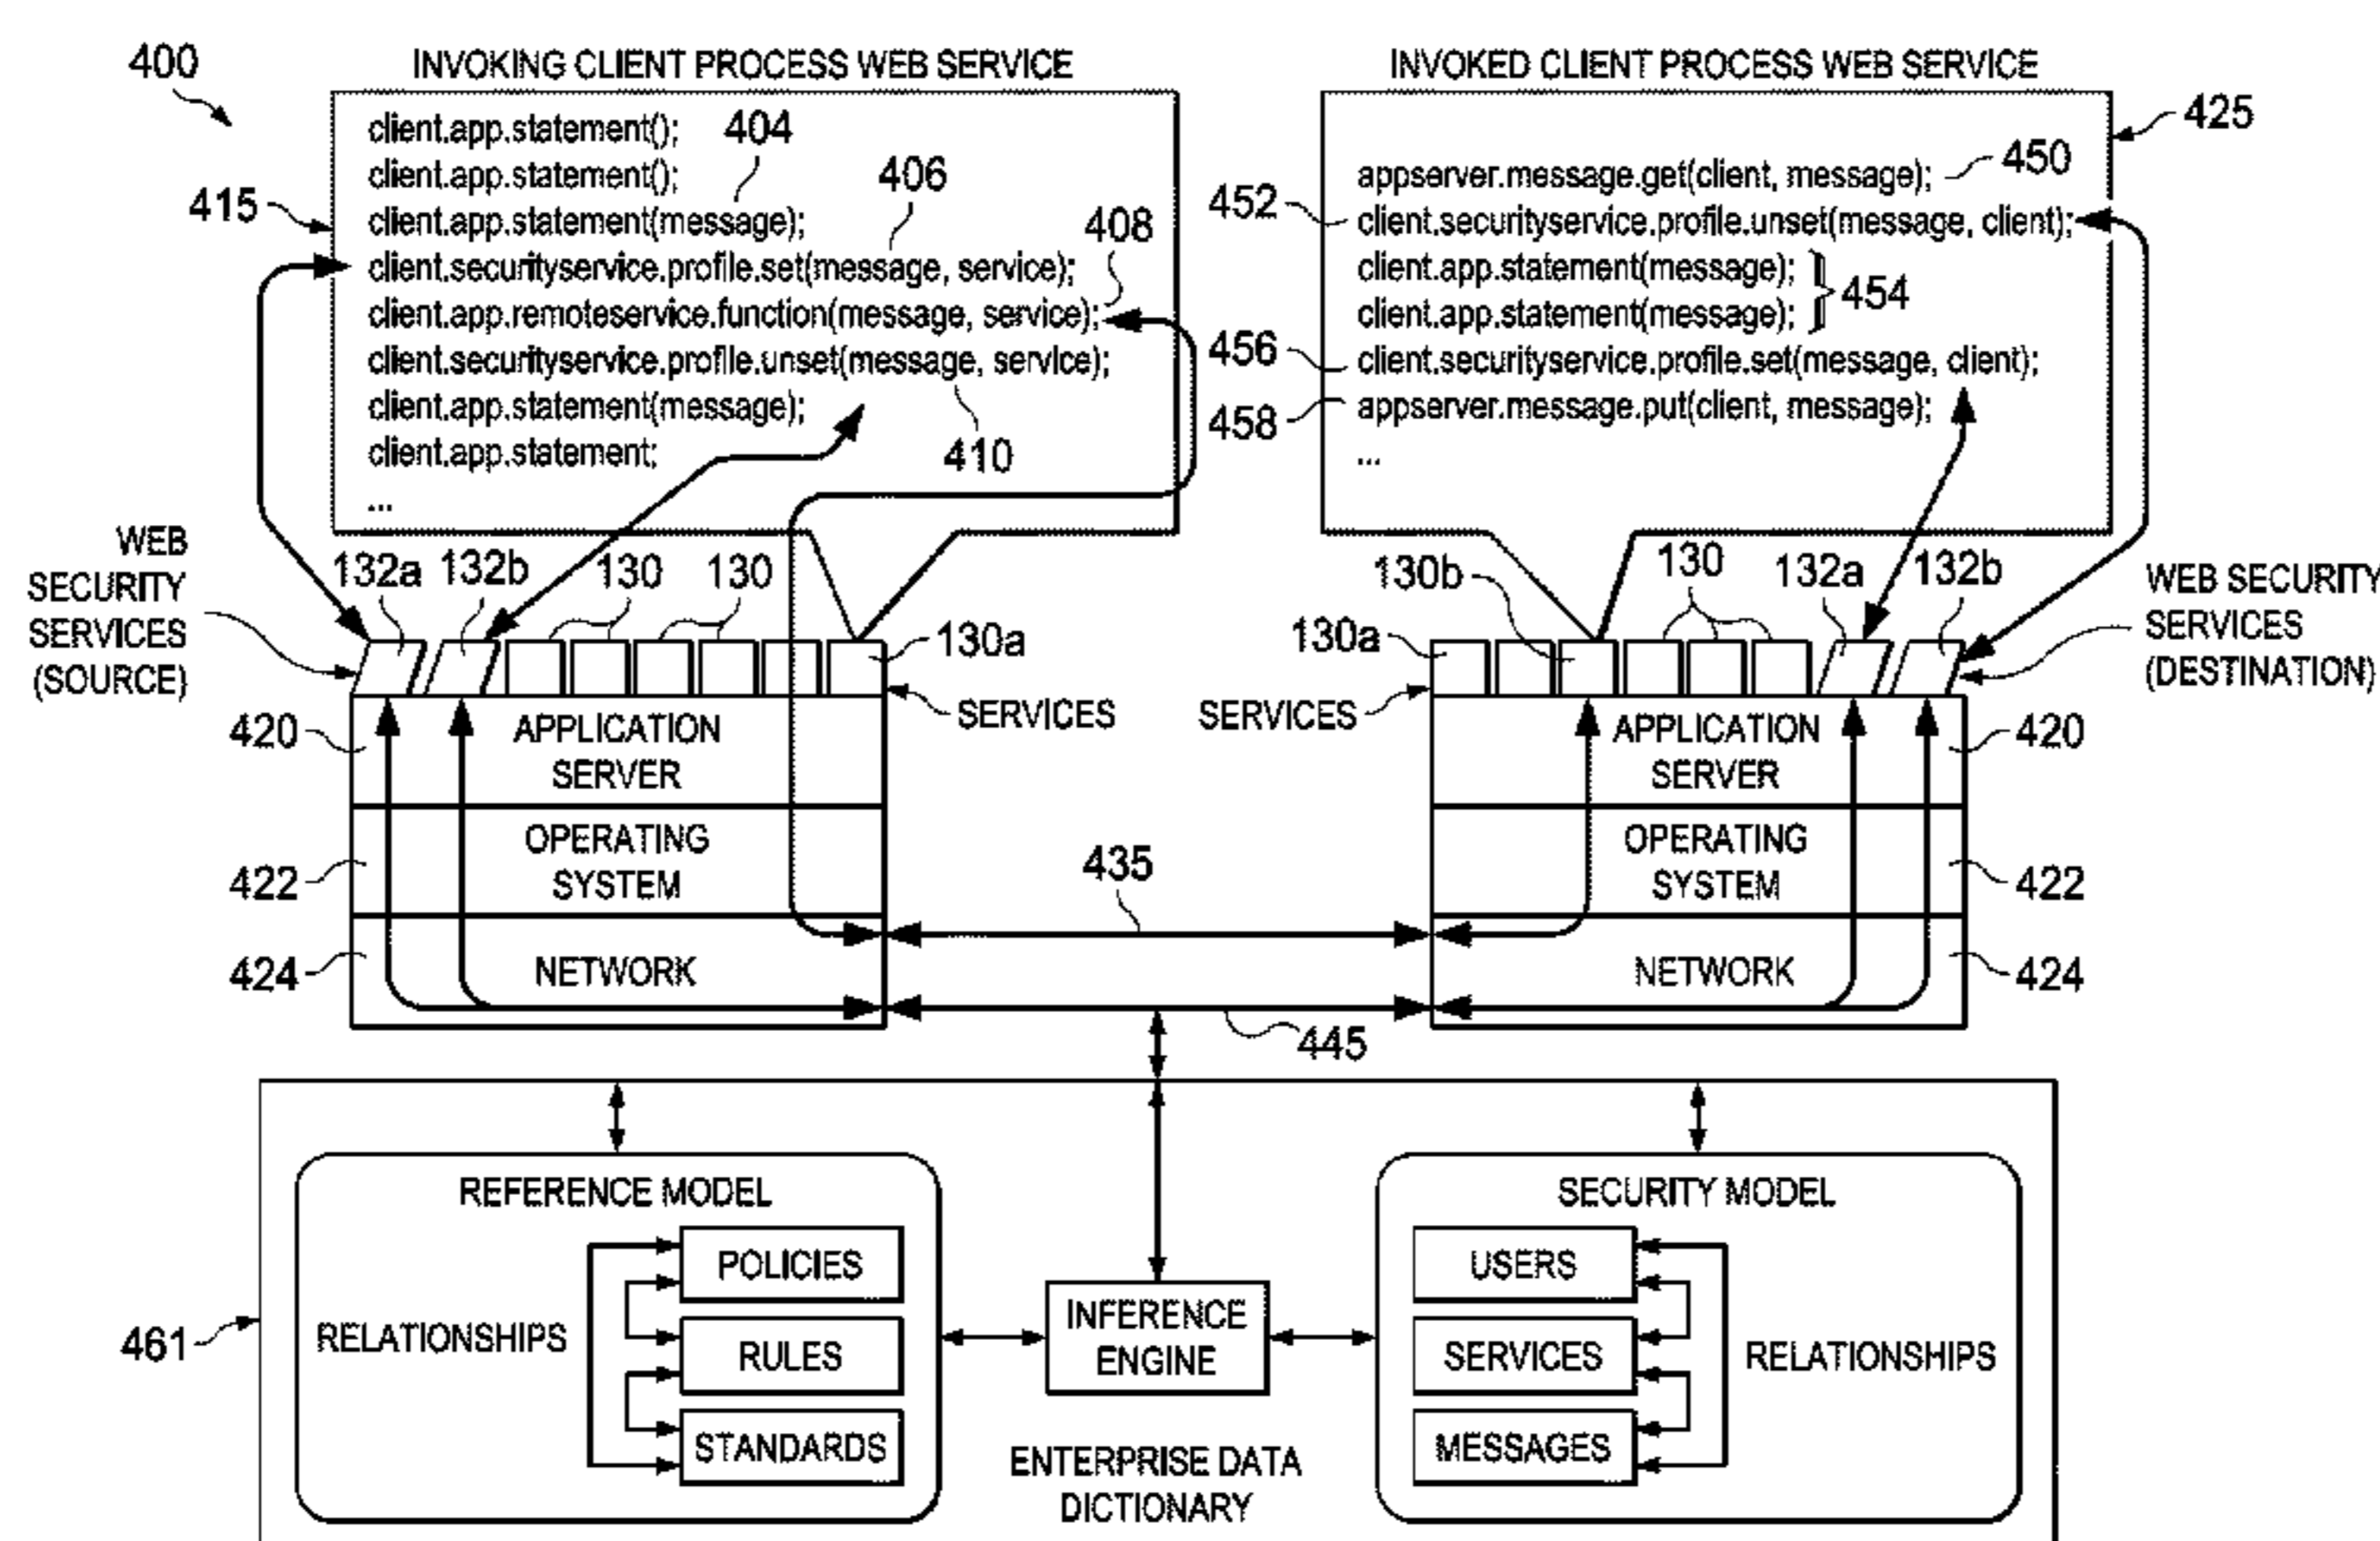 400
INVOKING CLIENT PROCESS WEB SERVICE
client.app.statement();
404
client.app.statement();
406
415
client.app.statement(message);
408
client.securityservice.profile.set(message, service);
client.app.remoteservice.function(message, service);
client.securityservice.profile.unset(message, service);
client.app.statement(message);
client.app.statement;
410
...
INVOKED CLIENT PROCESS WEB SERVICE
425
appserver.message.get(client, message);
450
452
client.securityservice.profile.unset(message, client);
client.app.statement(message);
454
client.app.statement(message);
456
client.securityservice.profile.set(message, client);
458
appserver.message.put(client, message);
...
WEB
SECURITY
SERVICES
(SOURCE)
132a
132b
130
130
130a
SERVICES
420
APPLICATION
SERVER
422
OPERATING
SYSTEM
424
NETWORK
435
445
130b
130
132a
132b
WEB SECURITY
SERVICES
(DESTINATION)
130a
SERVICES
APPLICATION
SERVER
420
OPERATING
SYSTEM
422
NETWORK
424
461
REFERENCE MODEL
RELATIONSHIPS
POLICIES
RULES
STANDARDS
INFERENCE
ENGINE
ENTERPRISE DATA
DICTIONARY
SECURITY MODEL
USERS
SERVICES
MESSAGES
RELATIONSHIPS